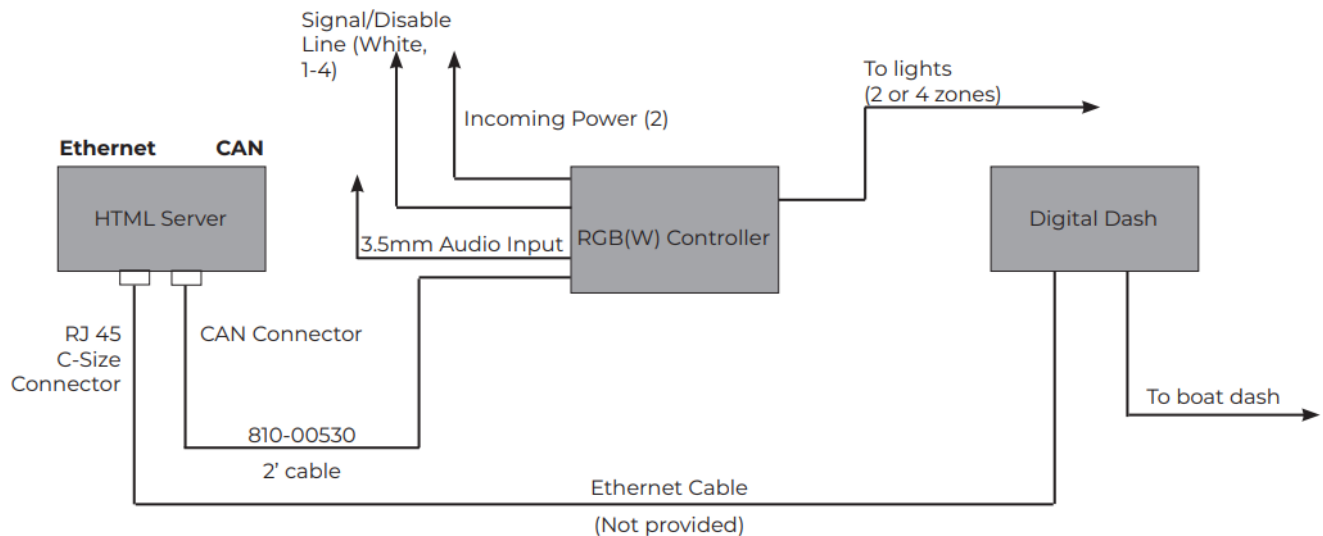 Signal/Disable
Line (White,
1-4)
Incoming Power (2)
To lights
(2 or 4 zones)
Ethernet
CAN
HTML Server
3.5mm Audio Input
RGB(W) Controller
Digital Dash
RJ 45
C-Size
Connector
CAN Connector
810-00530
2’ cable
To boat dash
Ethernet Cable
(Not provided)